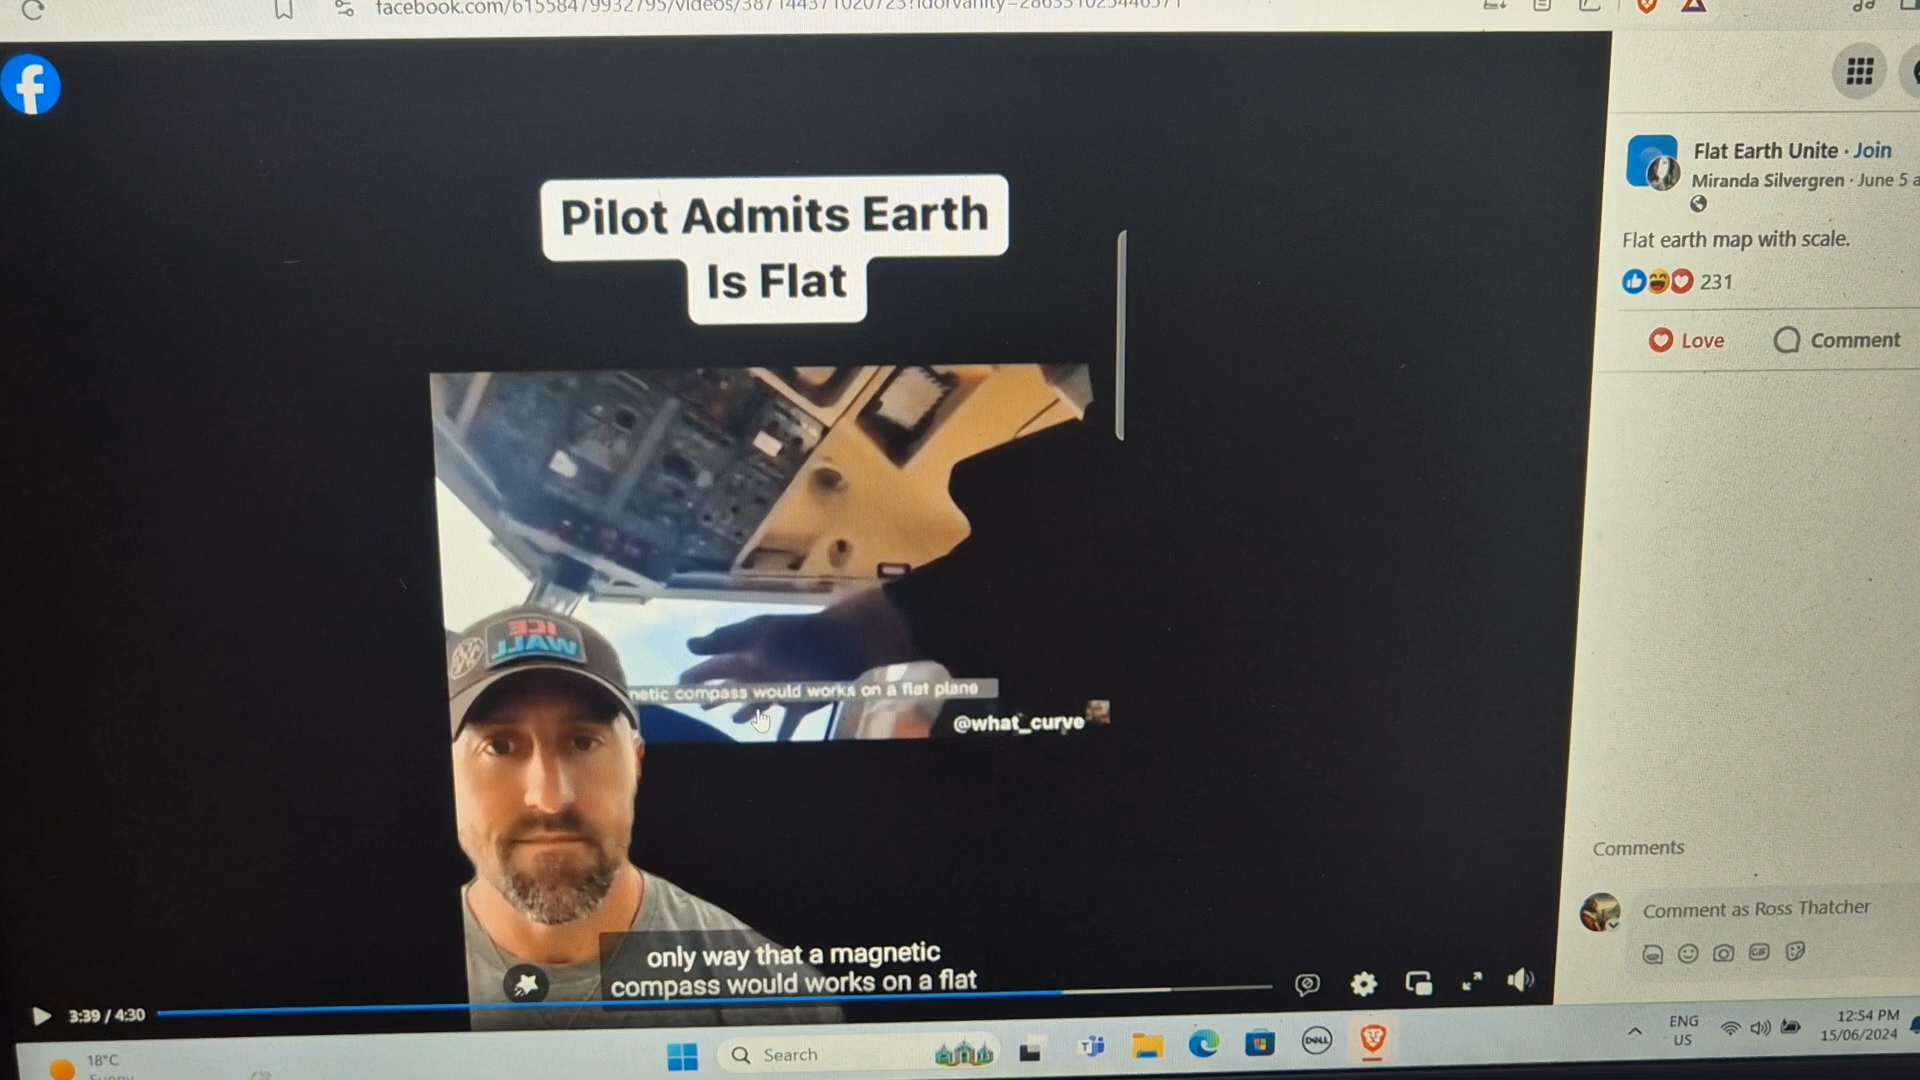 Flat Earth Unite · Join
Miranda Silvergren · June 5 a
Flat earth map with scale.
231
Love
Comment
Pilot Admits Earth
Is Flat
ICE
WALL
netic compass would works on a flat plane
@what_curve
only way that a magnetic
compass would works on a flat
3:39 / 4:30
Comments
Comment as Ross Thatcher
GIF
18°C
Sunny
Search
DELL
ENG
US
12:54 PM
15/06/2024